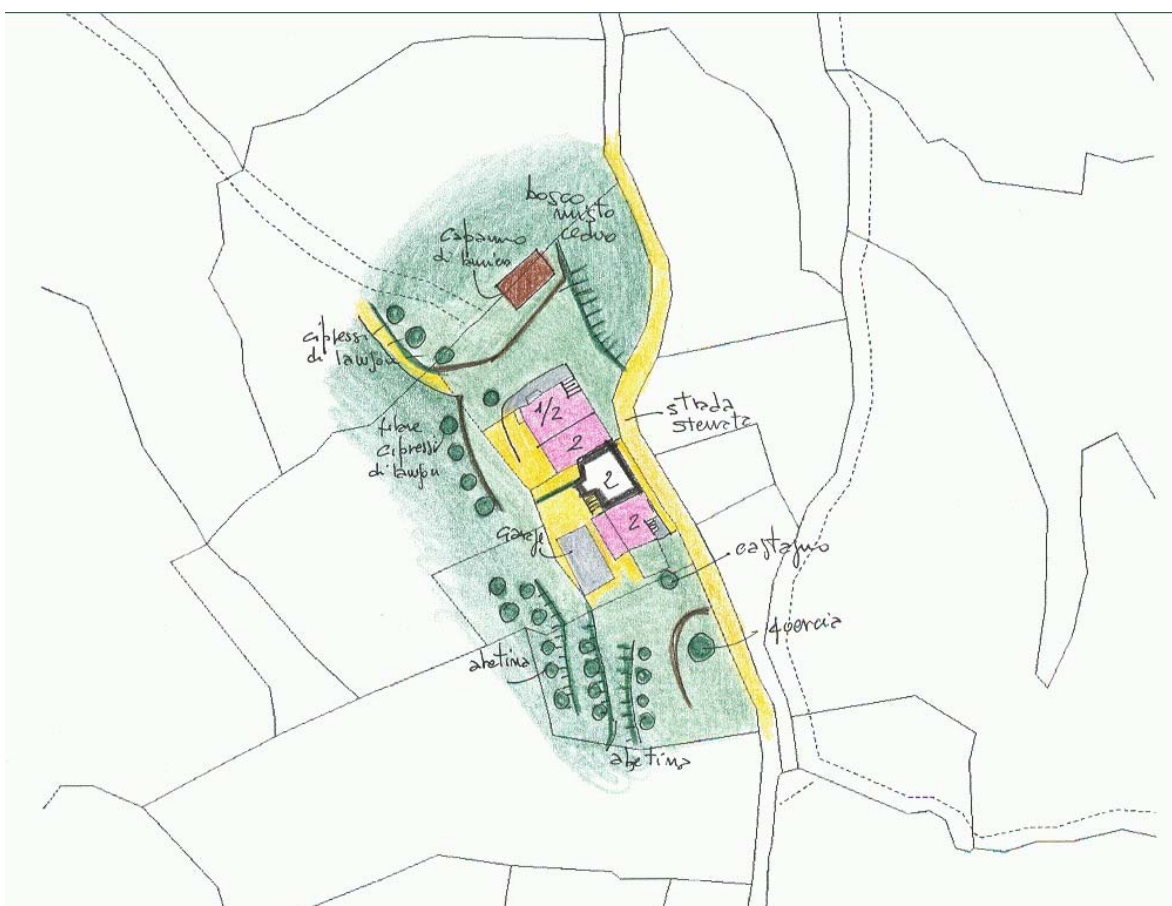 bosco
misto
ceduo
capanno
di lamiera
cipressi
di lawson
1/2
strada
sterrata
filare
cipressi
di lawson
2
2
2
Garage
castagno
quercia
abetina
abetina